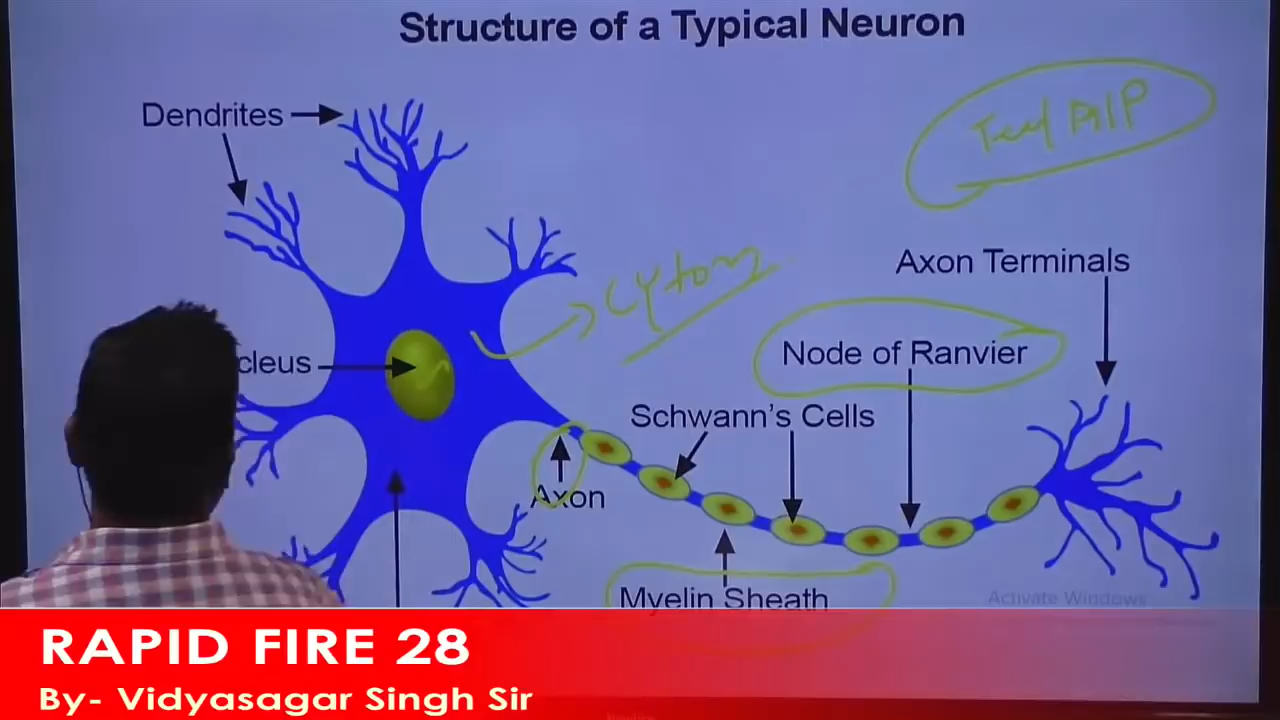 Structure of a Typical Neuron
Dendrites
Axon Terminals
cleus
Node of Ranvier
Schwann's Cells
Axon
Myelin Sheath
Activate Windows
RAPID FIRE 28
By- Vidyasagar Singh Sir